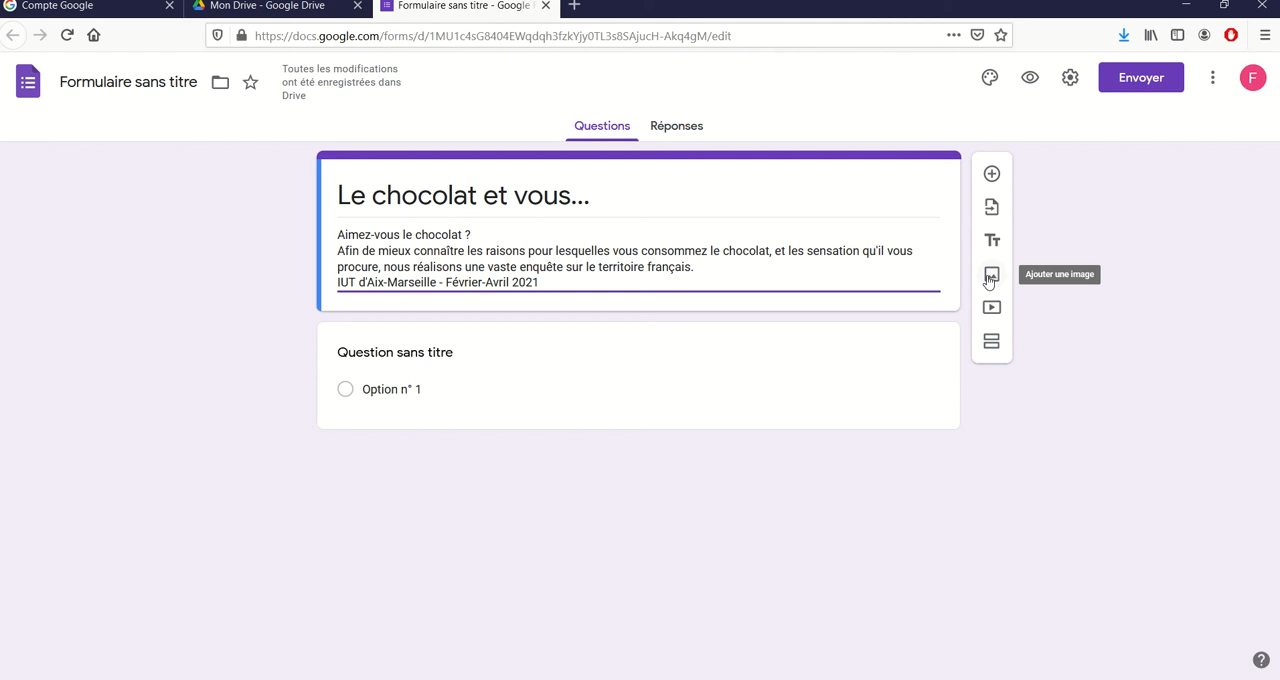 Compte Google
Mon Drive - Google Drive
Formulaire sans titre - Google
https://docs.google.com/forms/d/1MU1c4sG8404EWqdqh3fzkYjy0TL3s8SAjucH-Akq4gM/edit
Formulaire sans titre
Toutes les modifications
ont été enregistrées dans
Drive
Envoyer
F
Questions
Réponses
Le chocolat et vous...
Aimez-vous le chocolat ?
Afin de mieux connaître les raisons pour lesquelles vous consommez le chocolat, et les sensation qu'il vous
procure, nous réalisons une vaste enquête sur le territoire français.
IUT d'Aix-Marseille - Février-Avril 2021
Tт
Ajouter une image
Question sans titre
Option n° 1